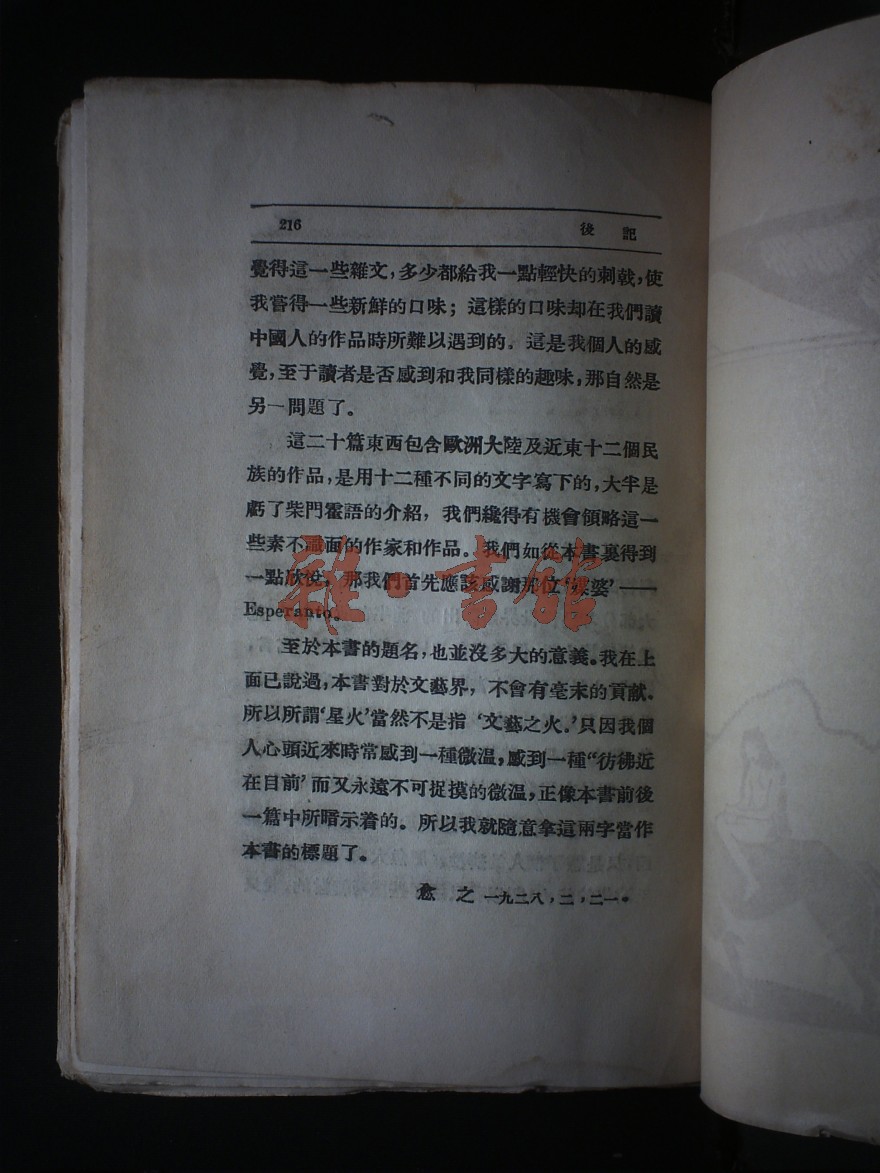 216 後記
覺得這一些雜文，多少都給我一點輕快的刺戟，使
我嘗得一些新鮮的口味；這樣的口味却在我們讀
中國人的作品時所難以遇到的。這是我個人的感
覺，至于讀者是否感到和我同樣的趣味，那自然是
另一問題了。
這二十篇東西包含歐洲大陸及近東十二個民
族的作品，是用十二種不同的文字寫下的，大半是
虧了柴門霍語的介紹，我們纔得有機會領略這一
些素不識面的作家和作品。我們如從本書裏得到
一點欣悅，那我們首先應該感謝那位‘媒婆’——
Esperanto。
至於本書的題名，也並沒多大的意義。我在上
面已說過，本書對於文藝界，不會有毫末的貢献。
所以所謂‘星火’當然不是指‘文藝之火。’只因我個
人心頭近來時常感到一種微温，感到一種“彷彿近
在目前’而又永遠不可捉摸的微温，正像本書前後
一篇中所暗示着的。所以我就隨意拿這兩字當作
本書的標題了。
愈之 一九二八，二，二一。
雜·書館